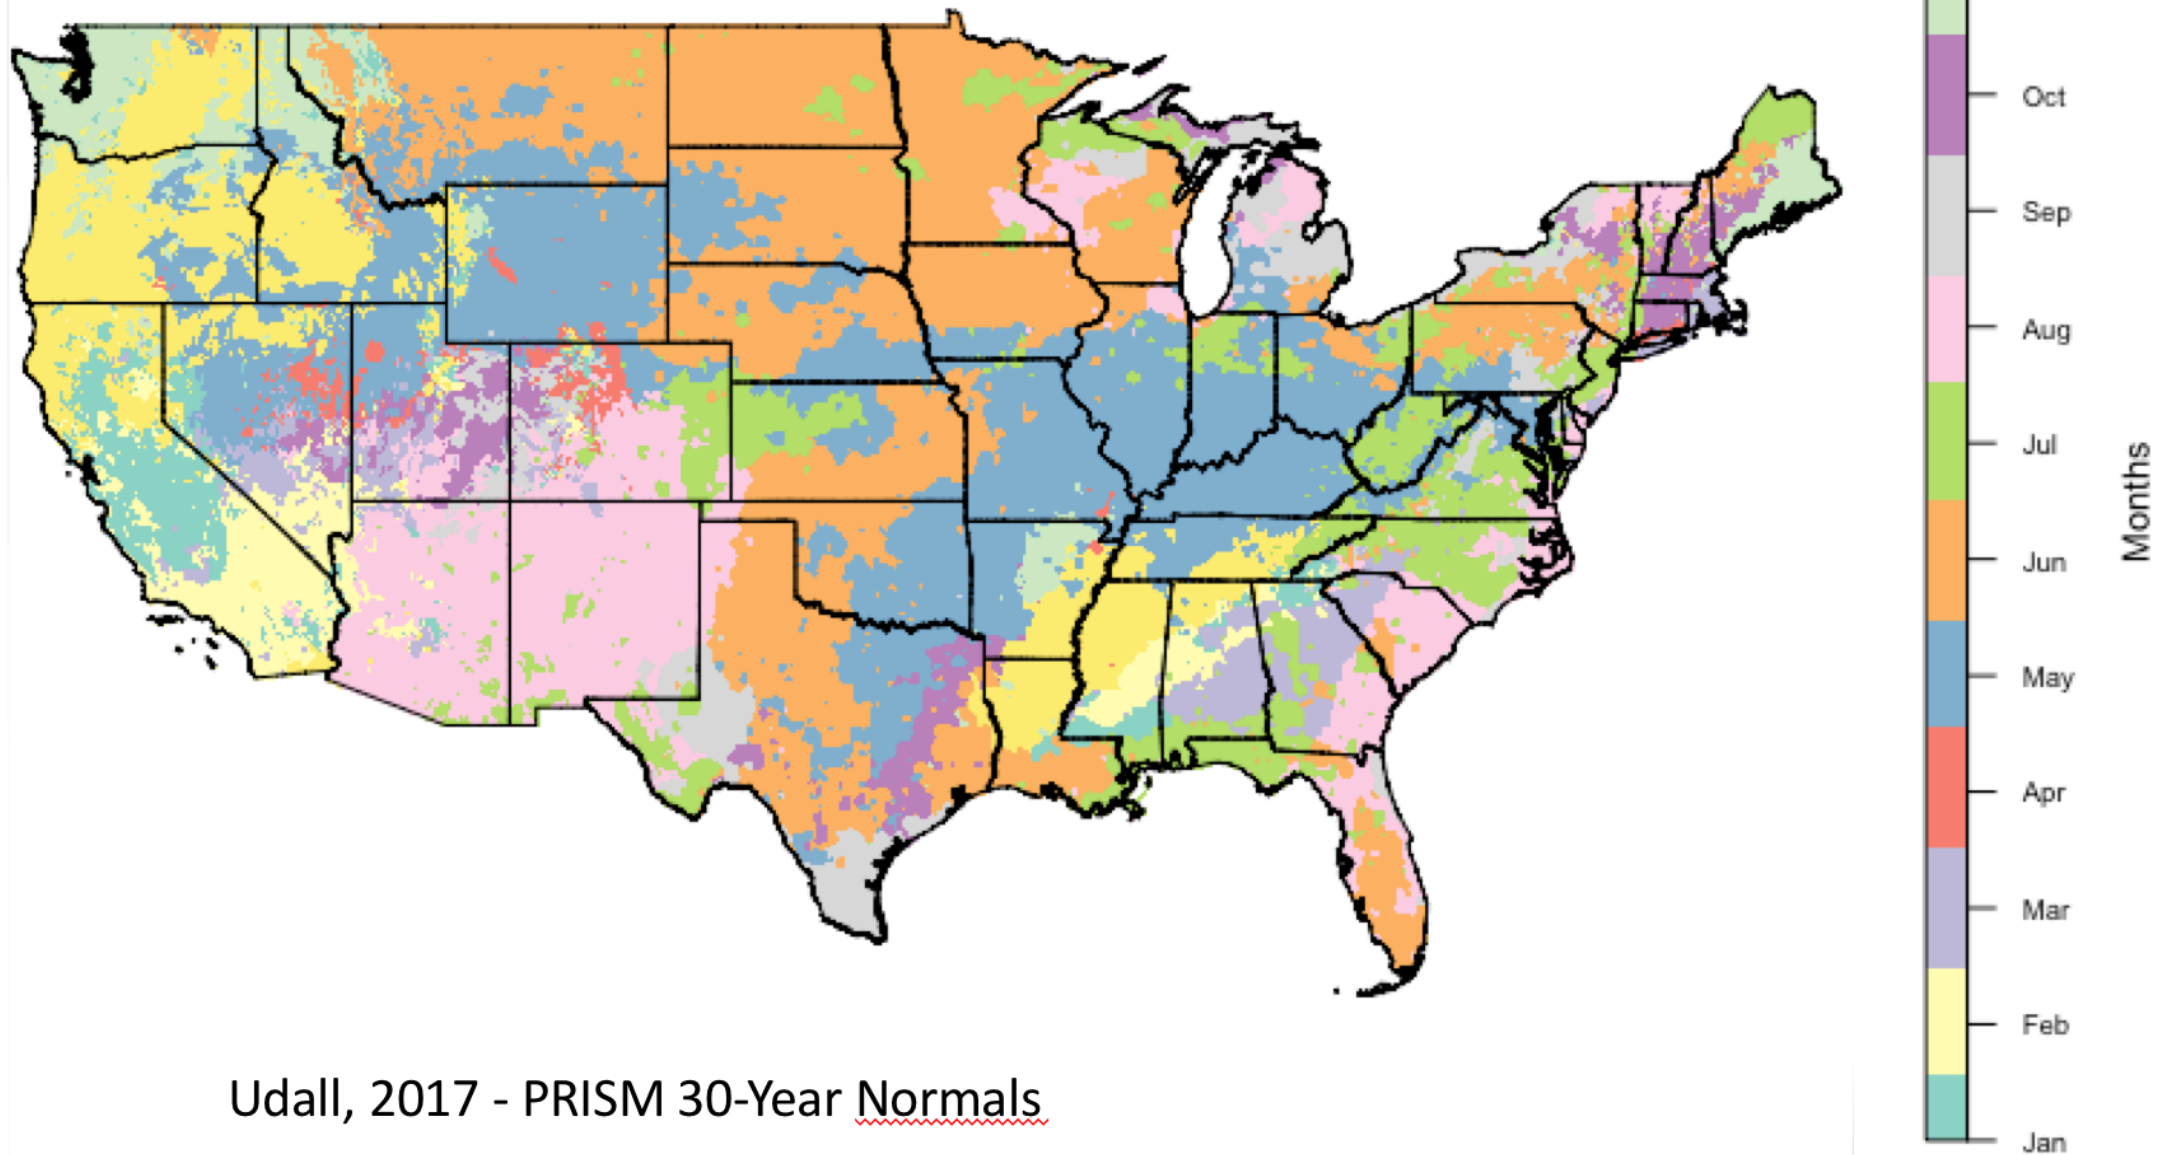 Oct
Sep
Aug
Jul
Jun
May
Apr
Mar
Feb
Jan
Months
Udall, 2017 - PRISM 30-Year Normals